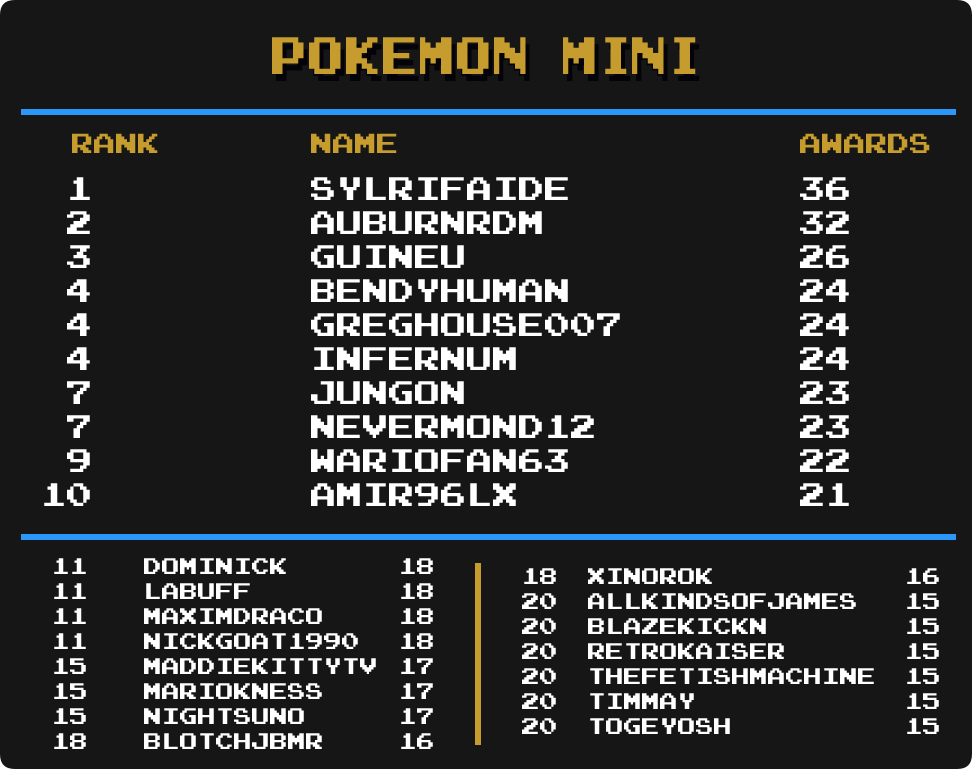 POKEMON MINI
RANK NAME AWARDS
1 SYLRIFAIDE 36
2 AUBURNRDM 32
3 GUINEU 26
4 BENDYHUMAN 24
4 GREGHOUSE007 24
4 INFERNUM 24
7 JUNGON 23
7 NEVERMOND12 23
9 WARIOFAN63 22
10 AMIR96LX 21
11 DOMINICK 18
11 LABUFF 18
11 MAXIMDRACO 18
11 NICKGOAT1990 18
15 MADDIEKITTYTV 17
15 MARIOKNESS 17
15 NIGHTSUNO 17
18 BLOTCHJBMR 16
18 XINOROK 16
20 ALLKINDSOFJAMES 15
20 BLAZEKICKN 15
20 RETROKAISER 15
20 THEFETISHMACHINE 15
20 TIMMAY 15
20 TOGEYOSH 15